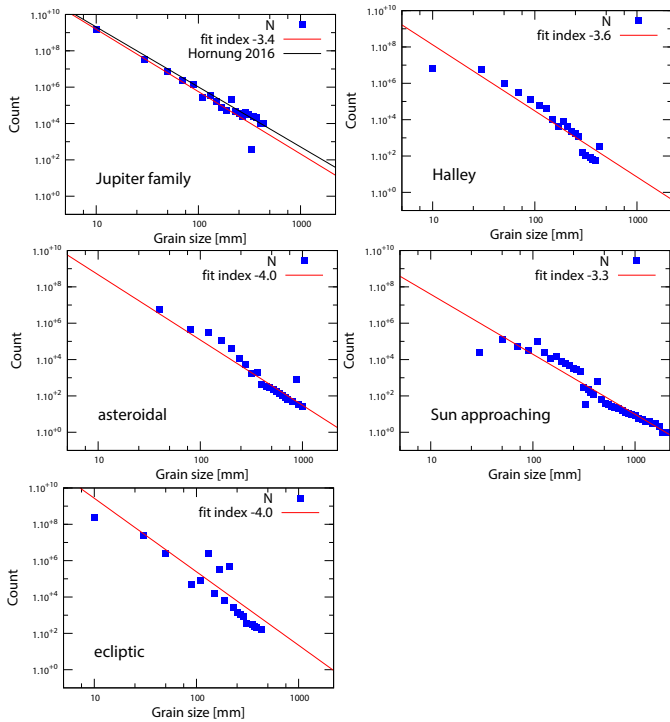 1.10+10
N
fit index -3.4
Hornung 2016
1.10+8
1.10+6
Count
1.10+4
1.10+2
Jupiter family
1.10+0
10 100 1000
Grain size [mm]
1.10+10
N
fit index -3.6
1.10+8
1.10+6
Count
1.10+4
1.10+2
Halley
1.10+0
10 100 1000
Grain size [mm]
1.10+10
N
fit index -4.0
1.10+8
1.10+6
Count
1.10+4
1.10+2
asteroidal
1.10+0
10 100 1000
Grain size [mm]
1.10+10
N
fit index -3.3
1.10+8
1.10+6
Count
1.10+4
1.10+2
Sun approaching
1.10+0
10 100 1000
Grain size [mm]
1.10+10
N
fit index -4.0
1.10+8
1.10+6
Count
1.10+4
1.10+2
ecliptic
1.10+0
10 100 1000
Grain size [mm]